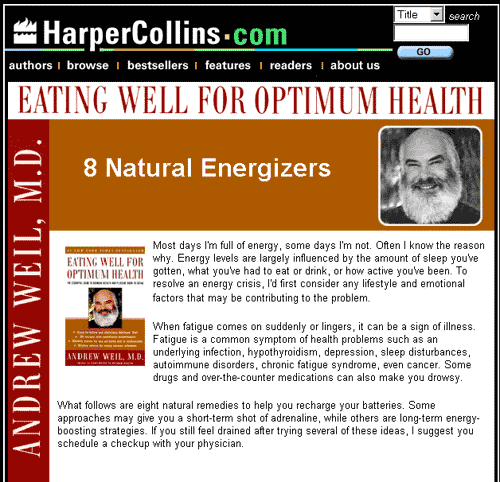 HarperCollins.com
Title
search
GO
authors | browse | bestsellers | features | readers | about us
EATING WELL FOR OPTIMUM HEALTH
ANDREW WEIL, M.D.
8 Natural Energizers
EATING WELL FOR
OPTIMUM HEALTH
ANDREW WEIL, M.D.
Most days I'm full of energy, some days I'm not. Often I know the reason
why. Energy levels are largely influenced by the amount of sleep you've
gotten, what you've had to eat or drink, or how active you've been. To
resolve an energy crisis, I'd first consider any lifestyle and emotional
factors that may be contributing to the problem.
When fatigue comes on suddenly or lingers, it can be a sign of illness.
Fatigue is a common symptom of health problems such as an
underlying infection, hypothyroidism, depression, sleep disturbances,
autoimmune disorders, chronic fatigue syndrome, even cancer. Some
drugs and over-the-counter medications can also make you drowsy.
What follows are eight natural remedies to help you recharge your batteries. Some
approaches may give you a short-term shot of adrenaline, while others are long-term energy-
boosting strategies. If you still feel drained after trying several of these ideas, I suggest you
schedule a checkup with your physician.